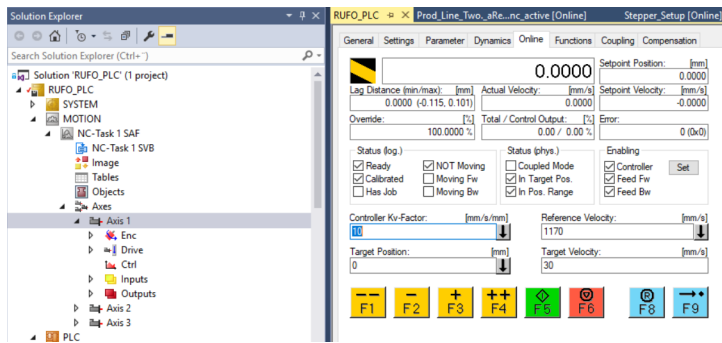 Solution Explorer
RUFO_PLC
Prod_Line_Two._aRe...nc_active [Online]
Stepper_Setup [Online]
Search Solution Explorer (Ctrl+¨)
Solution 'RUFO_PLC' (1 project)
RUFO_PLC
SYSTEM
MOTION
NC-Task 1 SAF
NC-Task 1 SVB
Image
Tables
Objects
Axes
Axis 1
Enc
Drive
Ctrl
Inputs
Outputs
Axis 2
Axis 3
PLC
General Settings Parameter Dynamics Online Functions Coupling Compensation
0.0000
Setpoint Position: [mm]
0.0000
Lag Distance (min/max): [mm] Actual Velocity: [mm/s] Setpoint Velocity: [mm/s]
0.0000 (-0.115, 0.101) 0.0000 -0.0000
Override: [%] Total / Control Output: [%] Error:
100.0000 % 0.00 / 0.00 % 0 (0x0)
Status (log.) Status (phys.) Enabling
Ready NOT Moving Coupled Mode Controller Set
Calibrated Moving Fw In Target Pos. Feed Fw
Has Job Moving Bw In Pos. Range Feed Bw
Controller Kv-Factor: [mm/s/mm] Reference Velocity: [mm/s]
10 1170
Target Position: [mm] Target Velocity: [mm/s]
0 30
-- - + ++ R
F1 F2 F3 F4 F5 F6 F8 F9